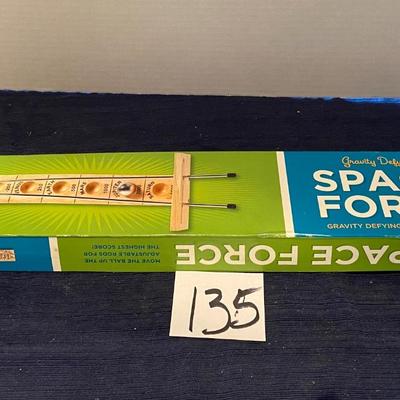 Gravity Defy
SPA
FOR
GRAVITY DEFYING
SPACE FORCE
MOVE THE BALL UP THE
ADJUSTABLE RODS FOR
THE HIGHEST SCORE!
135